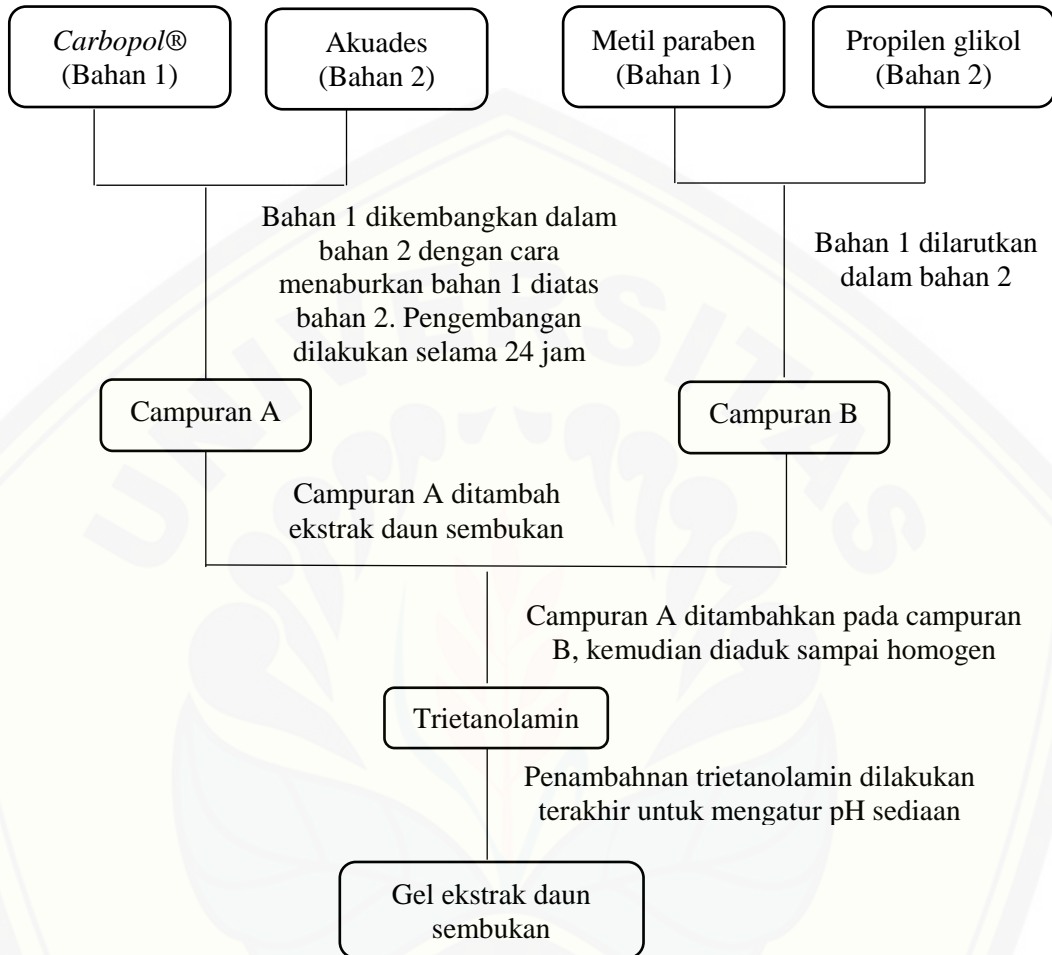 Carbopol®
(Bahan 1)
Akuades
(Bahan 2)
Metil paraben
(Bahan 1)
Propilen glikol
(Bahan 2)
Bahan 1 dikembangkan dalam
bahan 2 dengan cara
menaburkan bahan 1 diatas
bahan 2. Pengembangan
dilakukan selama 24 jam
Bahan 1 dilarutkan
dalam bahan 2
Campuran A
Campuran B
Campuran A ditambah
ekstrak daun sembukan
Campuran A ditambahkan pada campuran
B, kemudian diaduk sampai homogen
Trietanolamin
Penambahnan trietanolamin dilakukan
terakhir untuk mengatur pH sediaan
Gel ekstrak daun
sembukan
UNIVERSITAS